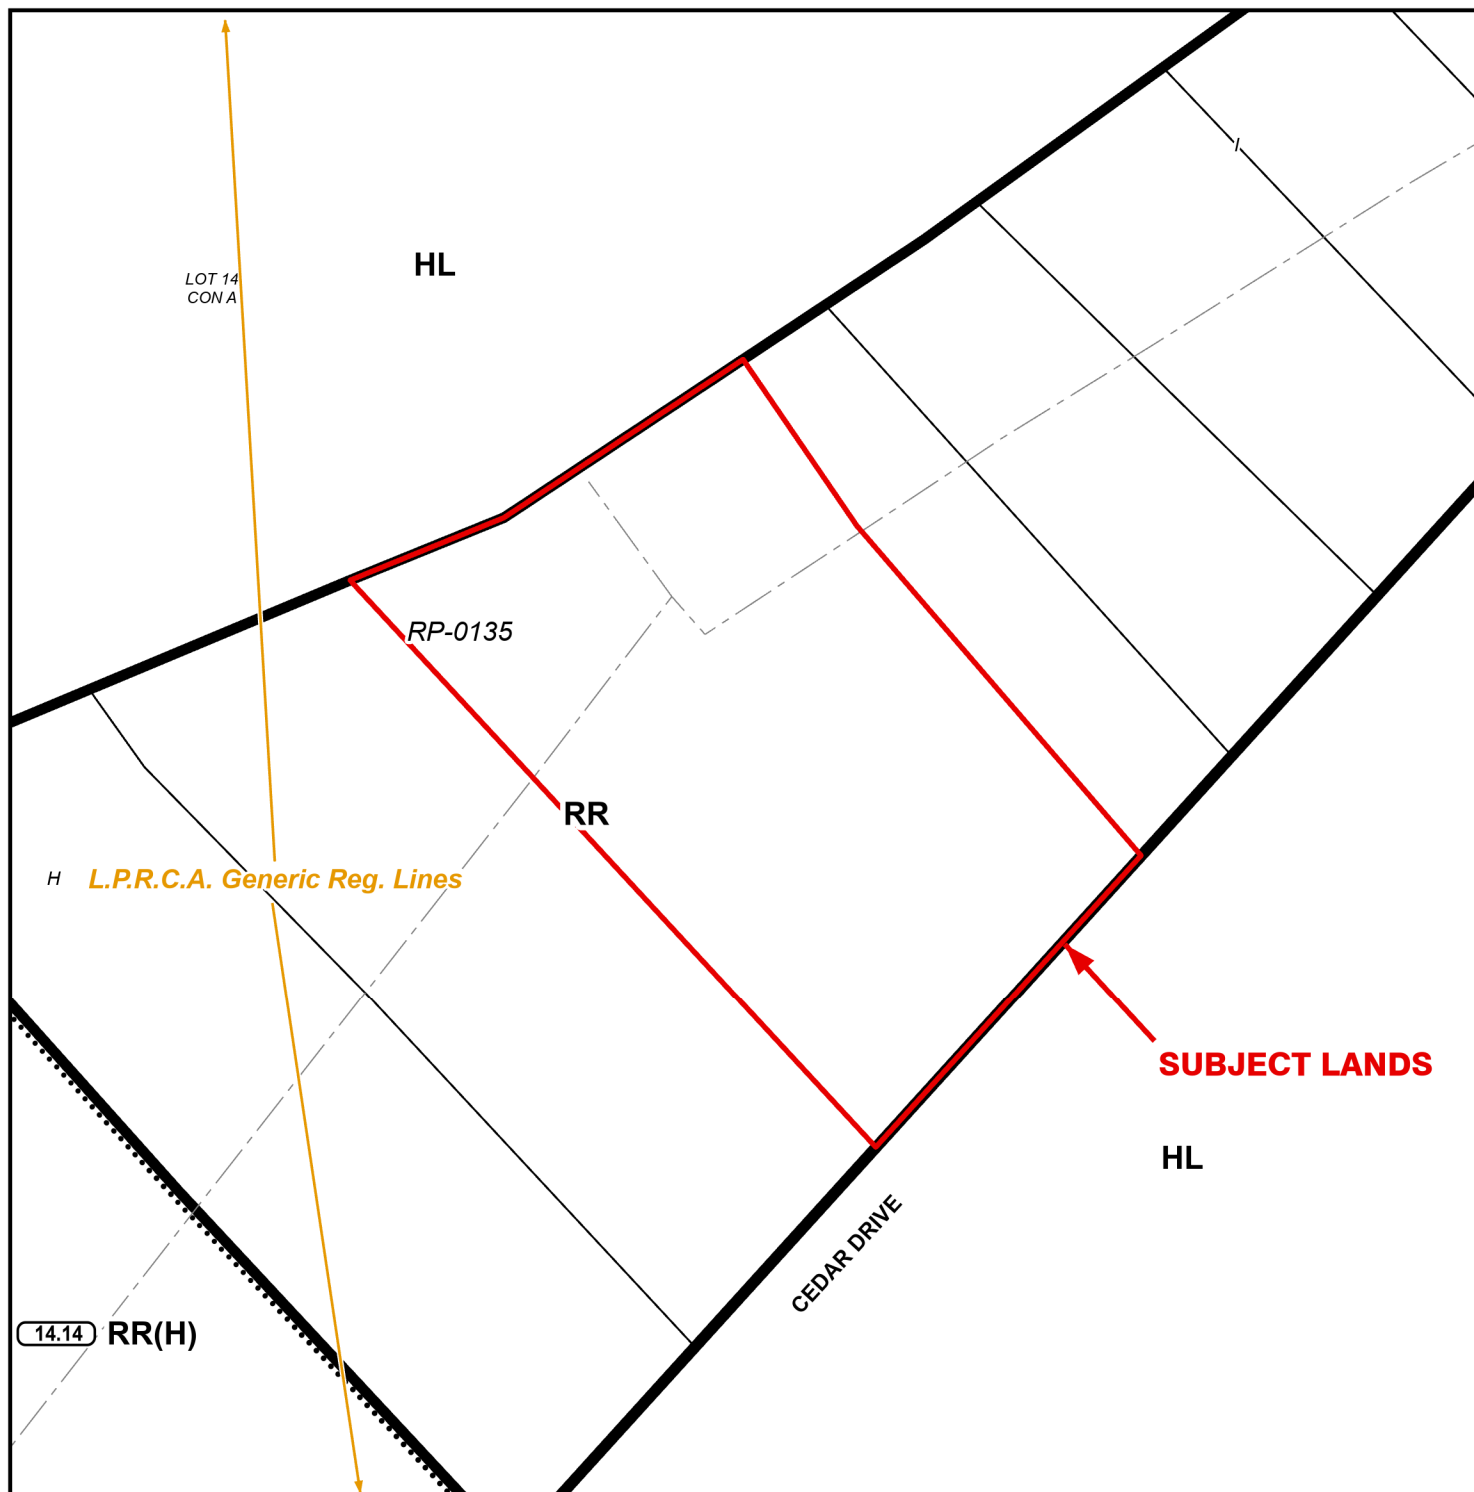 I
HL
LOT 14
CON A
RP-0135
RR
H
L.P.R.C.A. Generic Reg. Lines
SUBJECT LANDS
HL
CEDAR DRIVE
14.14
RR(H)